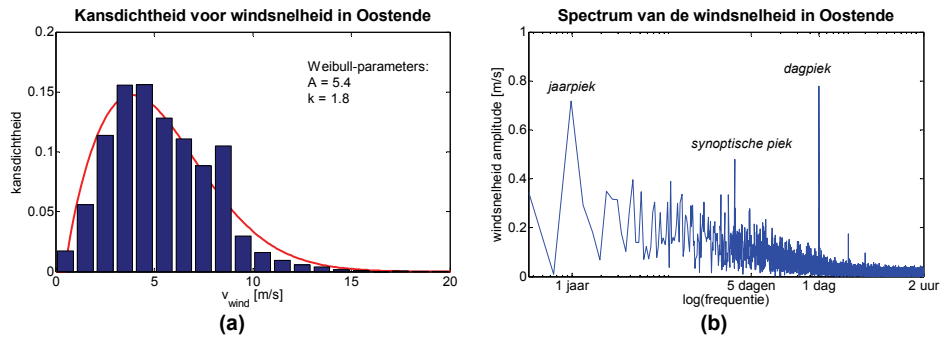 Kansdichtheid voor windsnelheid in Oostende
kansdichtheid
0.2
0.15
0.1
0.05
0
Weibull-parameters:
A = 5.4
k = 1.8
0 5 10 15 20
v_wind [m/s]
(a)
Spectrum van de windsnelheid in Oostende
windsnelheid amplitude [m/s]
1
0.8
0.6
0.4
0.2
0
jaarpiek
synoptische piek
dagpiek
1 jaar 5 dagen 1 dag 2 uur
log(frequentie)
(b)